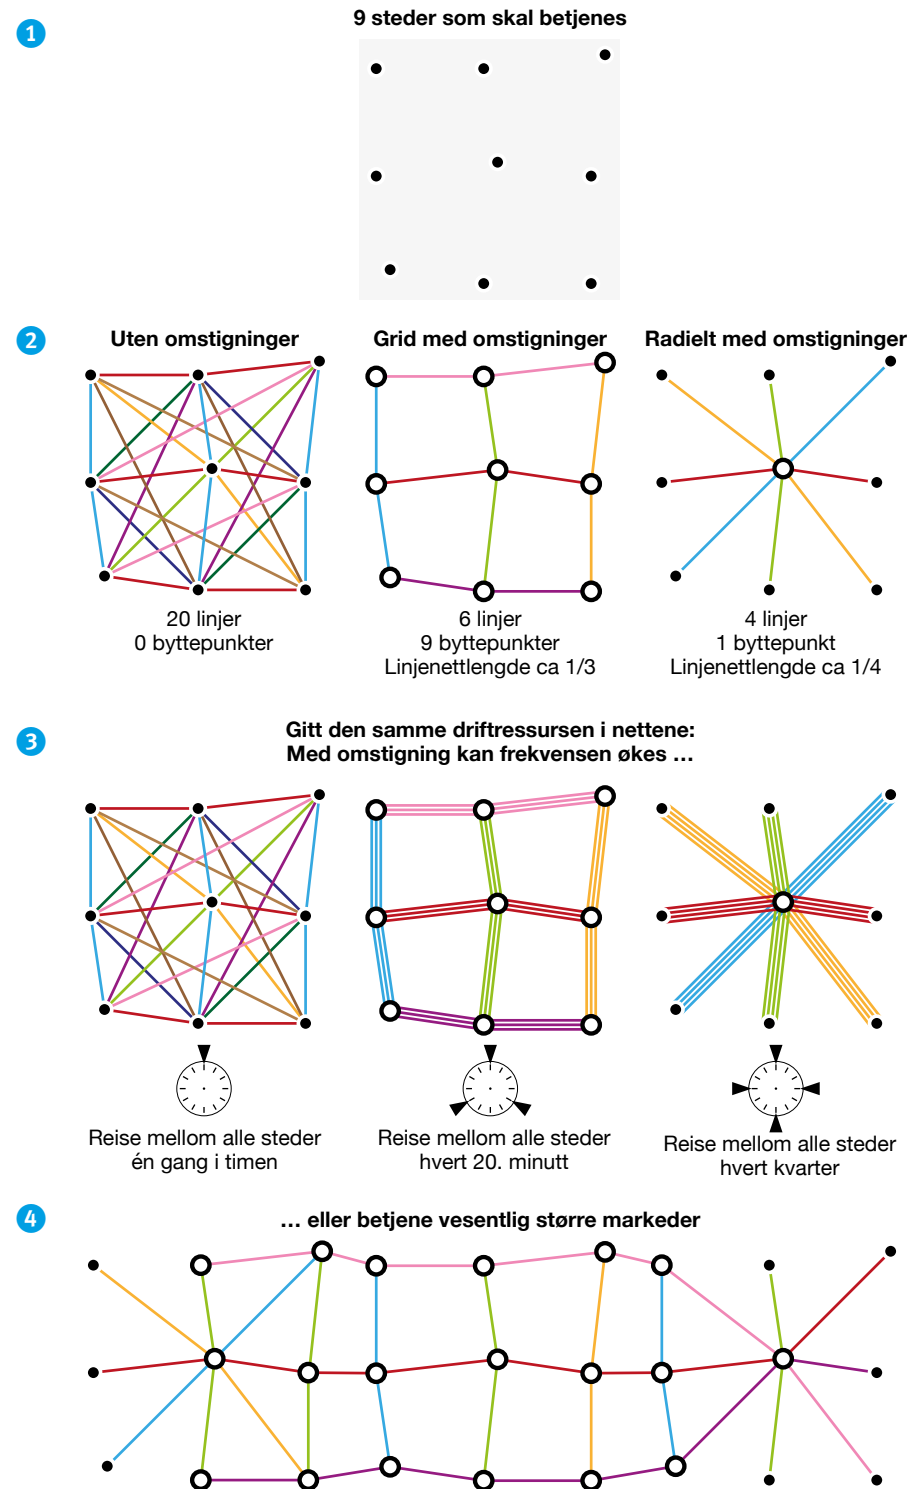 1
9 steder som skal betjenes
2
Uten omstigninger
20 linjer
0 byttepunkter
Grid med omstigninger
6 linjer
9 byttepunkter
Linjenettlengde ca 1/3
Radielt med omstigninger
4 linjer
1 byttepunkt
Linjenettlengde ca 1/4
3
Gitt den samme driftressursen i nettene:
Med omstigning kan frekvensen økes …
Reise mellom alle steder
én gang i timen
Reise mellom alle steder
hvert 20. minutt
Reise mellom alle steder
hvert kvarter
4
… eller betjene vesentlig større markeder